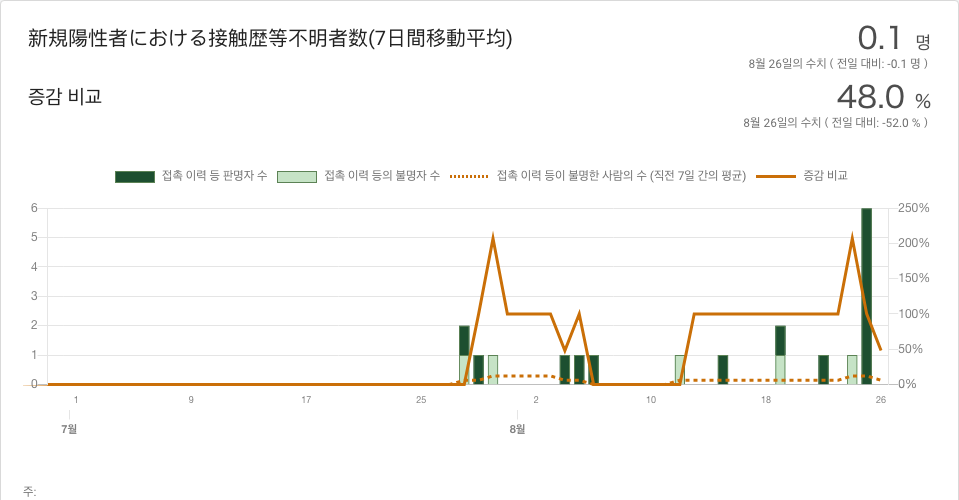 新規陽性者における接触歴等不明者数(7日間移動平均)
0.1 名
8월 26일의 수치 ( 전일 대비: -0.1 명 )
증감 비교
48.0 %
8월 26일의 수치 ( 전일 대비: -52.0 % )
접촉 이력 등 판명자 수 접촉 이력 등의 불명자 수 접촉 이력 등이 불명한 사람의 수 (직전 7일 간의 평균) 증감 비교
6 250%
5 200%
4 150%
3 100%
2 50%
1 0%
0
1 9 17 25 2 10 18 26
7월 8월
주: